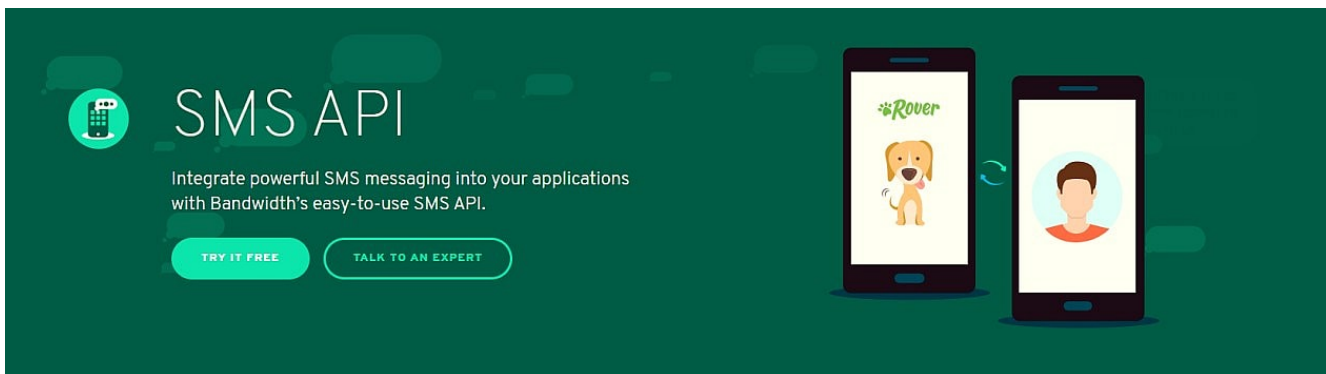 SMS API
Integrate powerful SMS messaging into your applications
with Bandwidth's easy-to-use SMS API.
TRY IT FREE
TALK TO AN EXPERT
Rover